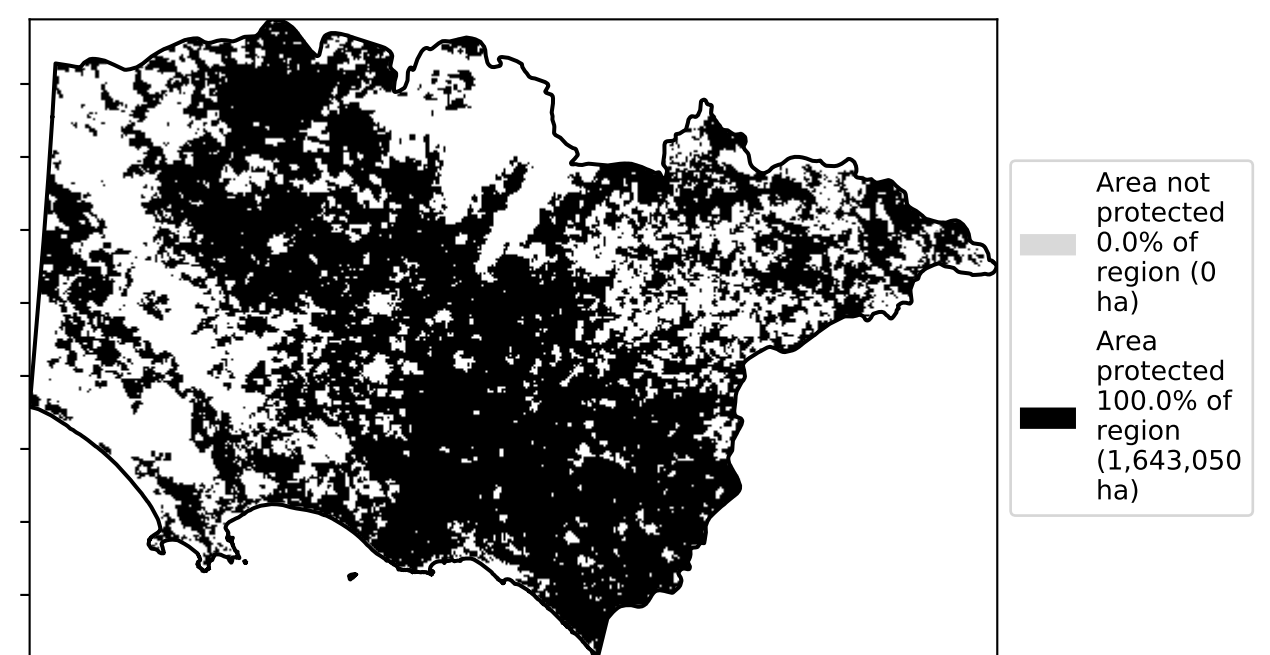 Area not
protected
0.0% of
region (0
ha)
Area
protected
100.0% of
region
(1,643,050
ha)